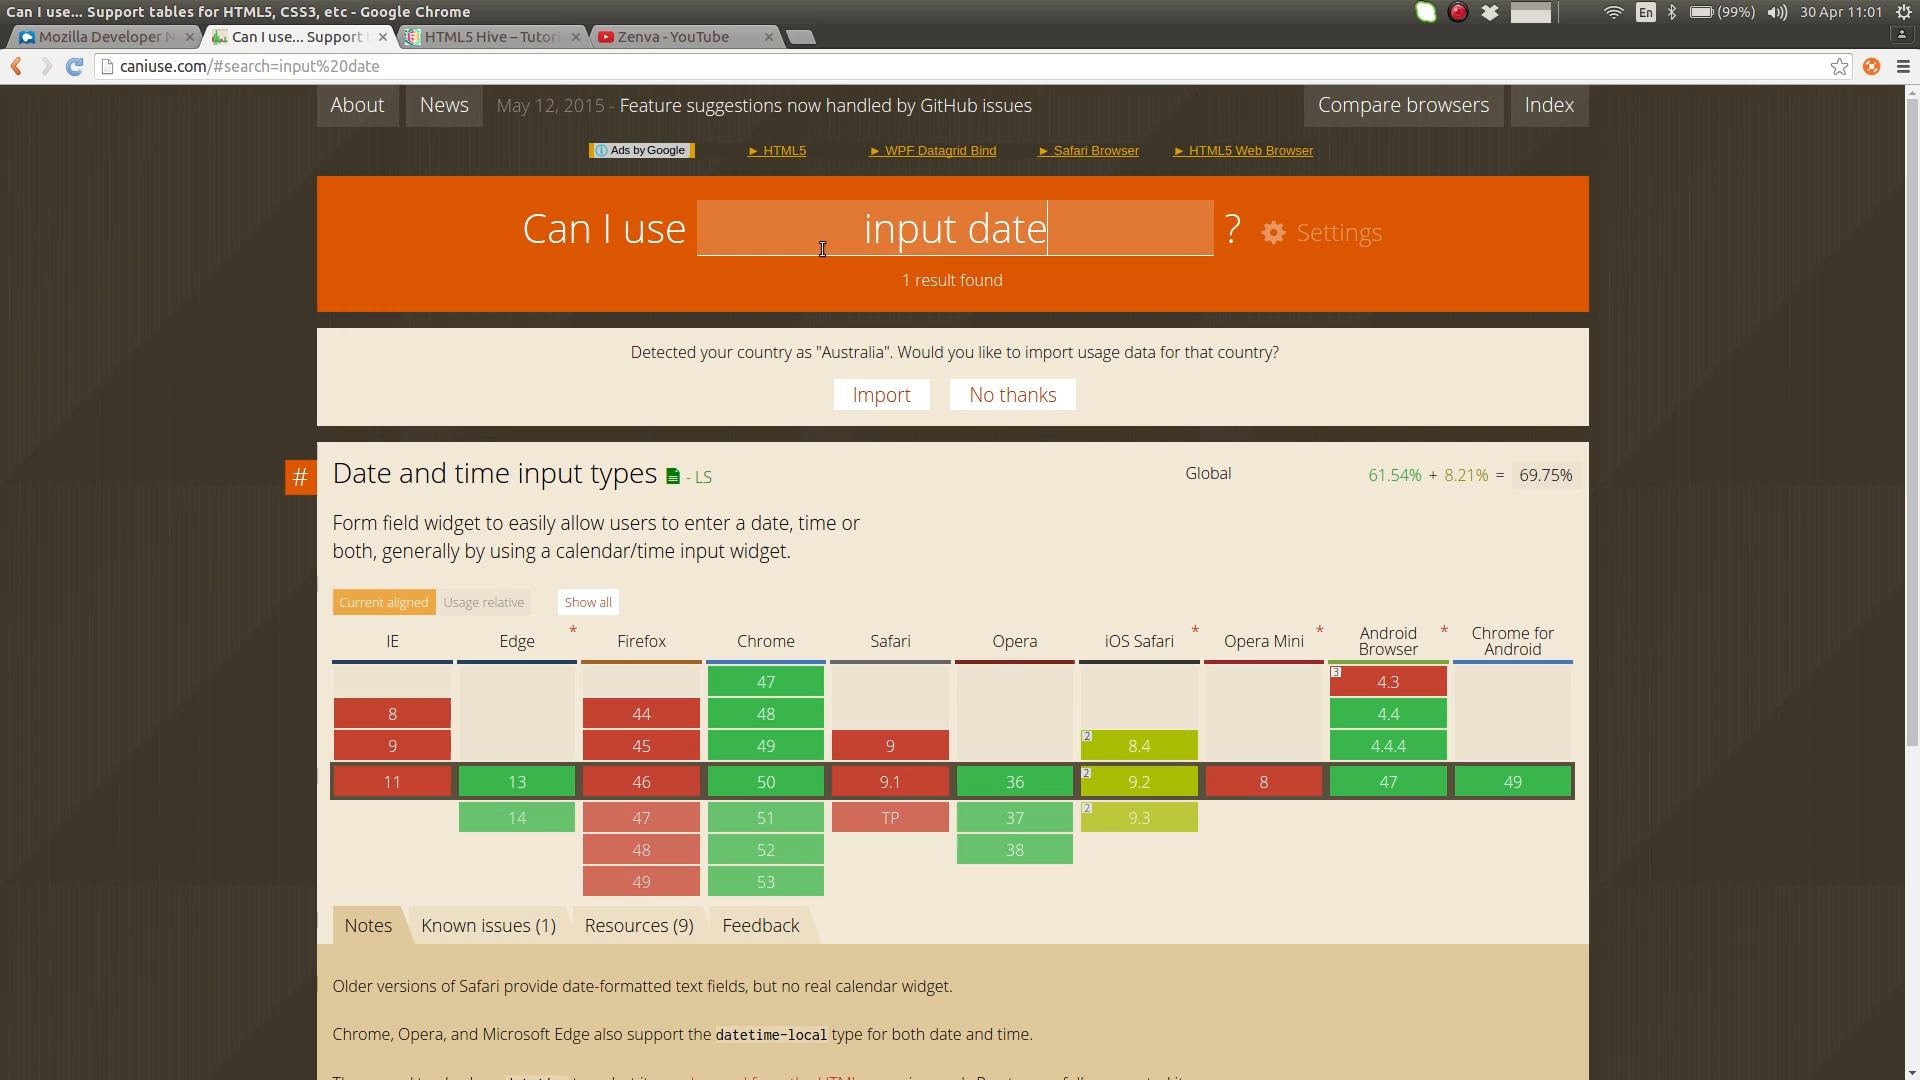 Can I use... Support tables for HTML5, CSS3, etc - Google Chrome
En (99%) 30 Apr 11:01
Mozilla Developer N × Can I use... Support × HTML5 Hive – Tutori × Zenva - YouTube ×
caniuse.com/#search=input%20date
About News May 12, 2015 - Feature suggestions now handled by GitHub issues Compare browsers Index
Ads by Google ► HTML5 ► WPF Datagrid Bind ► Safari Browser ► HTML5 Web Browser
Can I use input date ? Settings
1 result found
Detected your country as "Australia". Would you like to import usage data for that country?
Import No thanks
# Date and time input types - LS Global 61.54% + 8.21% = 69.75%
Form field widget to easily allow users to enter a date, time or
both, generally by using a calendar/time input widget.
Current aligned Usage relative Show all
IE Edge * Firefox Chrome Safari Opera iOS Safari * Opera Mini * Android Browser * Chrome for Android
47 3 4.3
8 44 48 4.4
9 45 49 9 2 8.4 4.4.4
11 13 46 50 9.1 36 2 9.2 8 47 49
14 47 51 TP 37 2 9.3
48 52 38
49 53
Notes Known issues (1) Resources (9) Feedback
Older versions of Safari provide date-formatted text fields, but no real calendar widget.
Chrome, Opera, and Microsoft Edge also support the datetime-local type for both date and time.